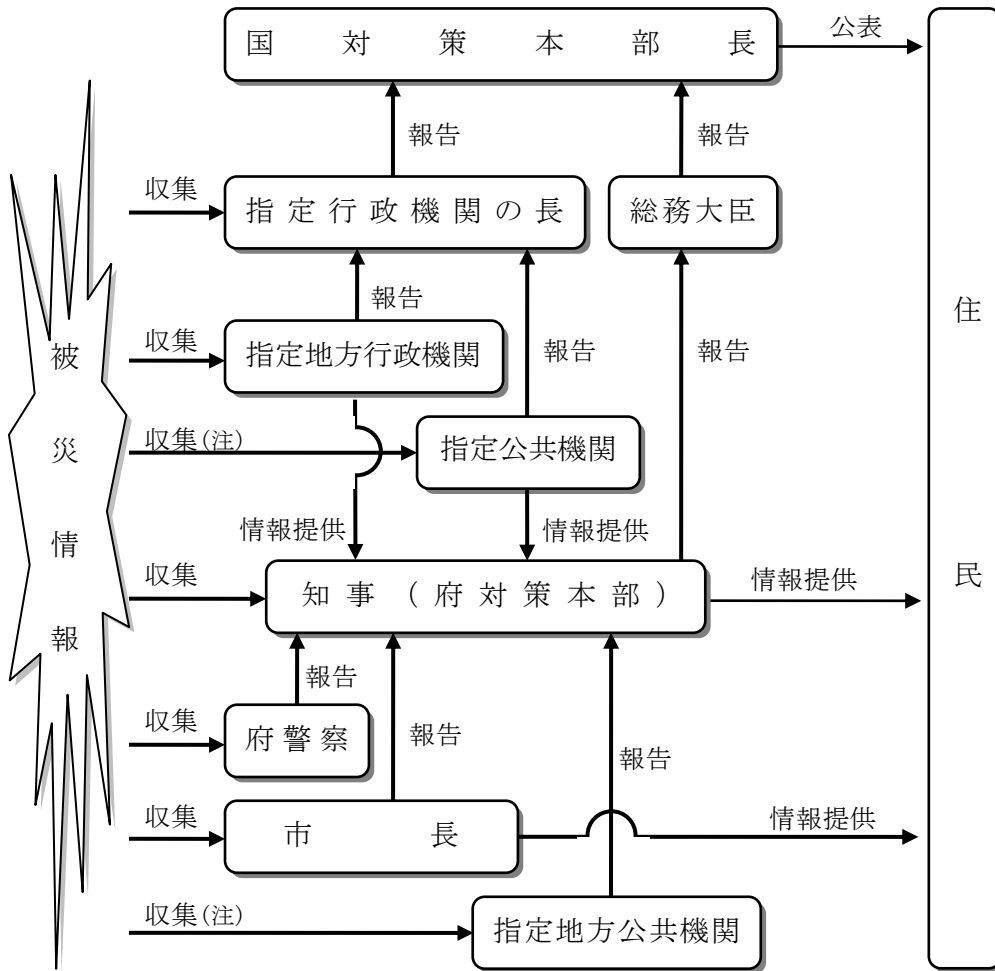 国対策本部長
公表
報告
報告
収集
指定行政機関の長
総務大臣
報告
収集
指定地方行政機関
報告
報告
収集(注)
指定公共機関
情報提供
情報提供
収集
知事(府対策本部)
情報提供
報告
収集
府警察
報告
報告
収集
市長
情報提供
収集(注)
指定地方公共機関
被災情報
住民